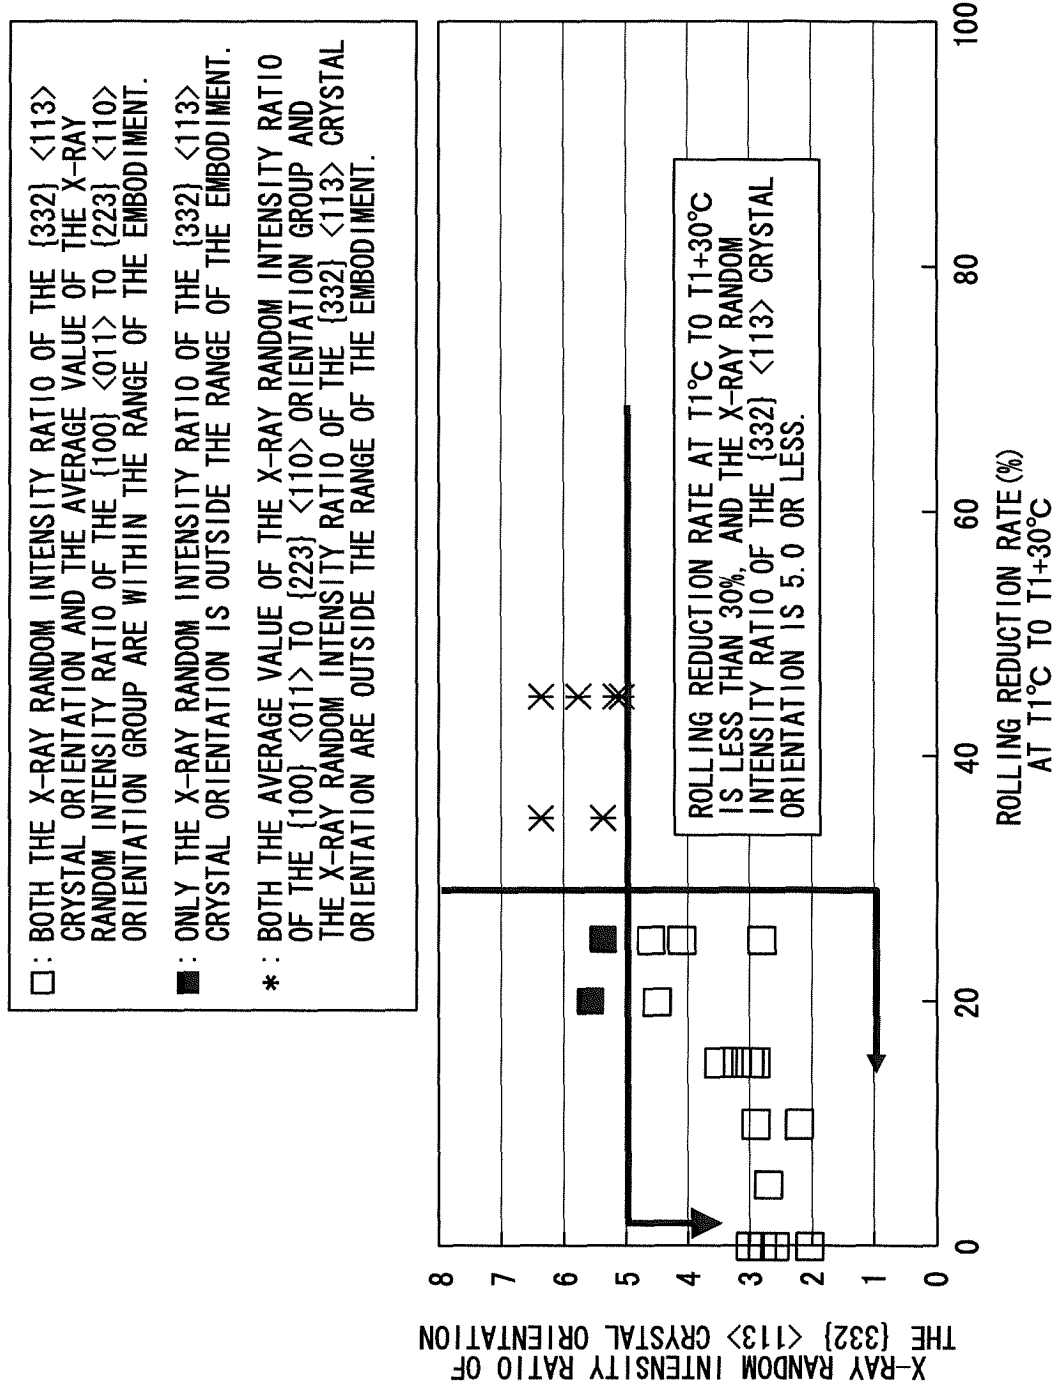 □: BOTH THE X-RAY RANDOM INTENSITY RATIO OF THE {332} <113>
CRYSTAL ORIENTATION AND THE AVERAGE VALUE OF THE X-RAY
RANDOM INTENSITY RATIO OF THE {100} <011> TO {223} <110>
ORIENTATION GROUP ARE WITHIN THE RANGE OF THE EMBODIMENT.
■: ONLY THE X-RAY RANDOM INTENSITY RATIO OF THE {332} <113>
CRYSTAL ORIENTATION IS OUTSIDE THE RANGE OF THE EMBODIMENT.
*: BOTH THE AVERAGE VALUE OF THE X-RAY RANDOM INTENSITY RATIO
OF THE {100} <011> TO {223} <110> ORIENTATION GROUP AND
THE X-RAY RANDOM INTENSITY RATIO OF THE {332} <113> CRYSTAL
ORIENTATION ARE OUTSIDE THE RANGE OF THE EMBODIMENT.
X-RAY RANDOM INTENSITY RATIO OF
THE {332} <113> CRYSTAL ORIENTATION
8
7
6
5
4
3
2
1
0
ROLLING REDUCTION RATE AT T1°C TO T1+30°C
IS LESS THAN 30%, AND THE X-RAY RANDOM
INTENSITY RATIO OF THE {332} <113> CRYSTAL
ORIENTATION IS 5.0 OR LESS.
0 20 40 60 80 100
ROLLING REDUCTION RATE(%)
AT T1°C TO T1+30°C